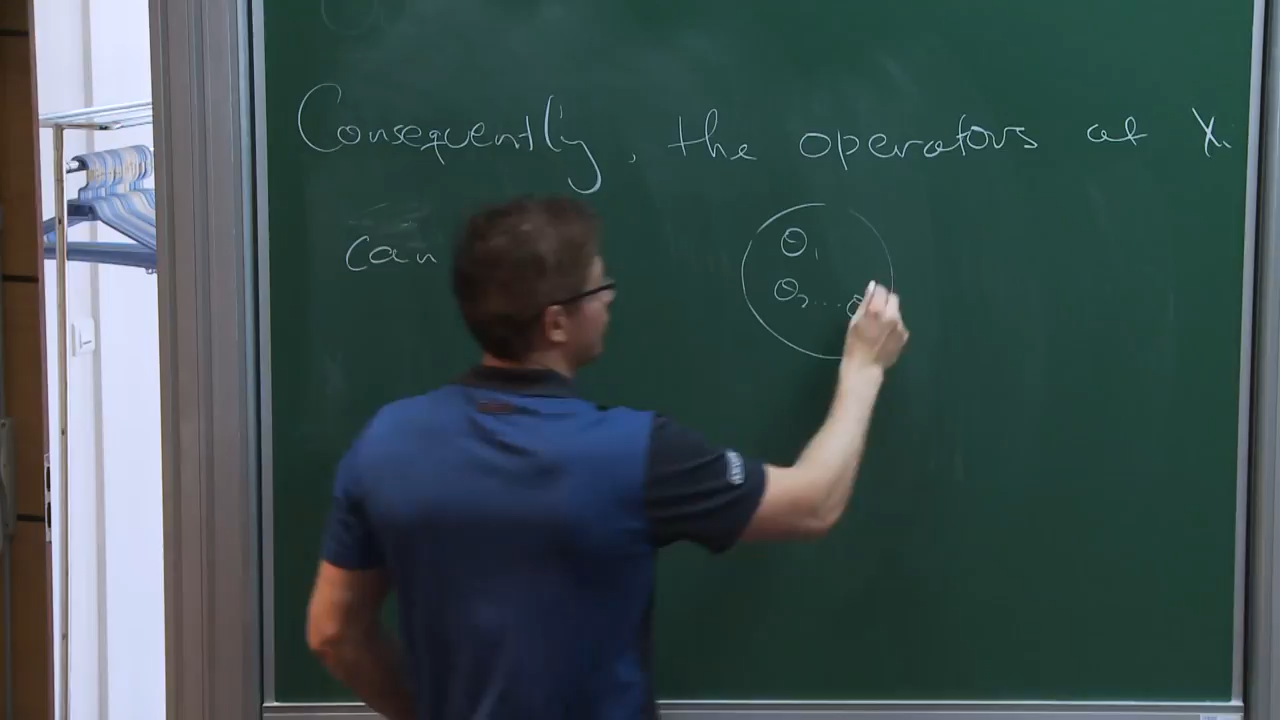 Consequently, the operators at X.
can
O₁
O₂...